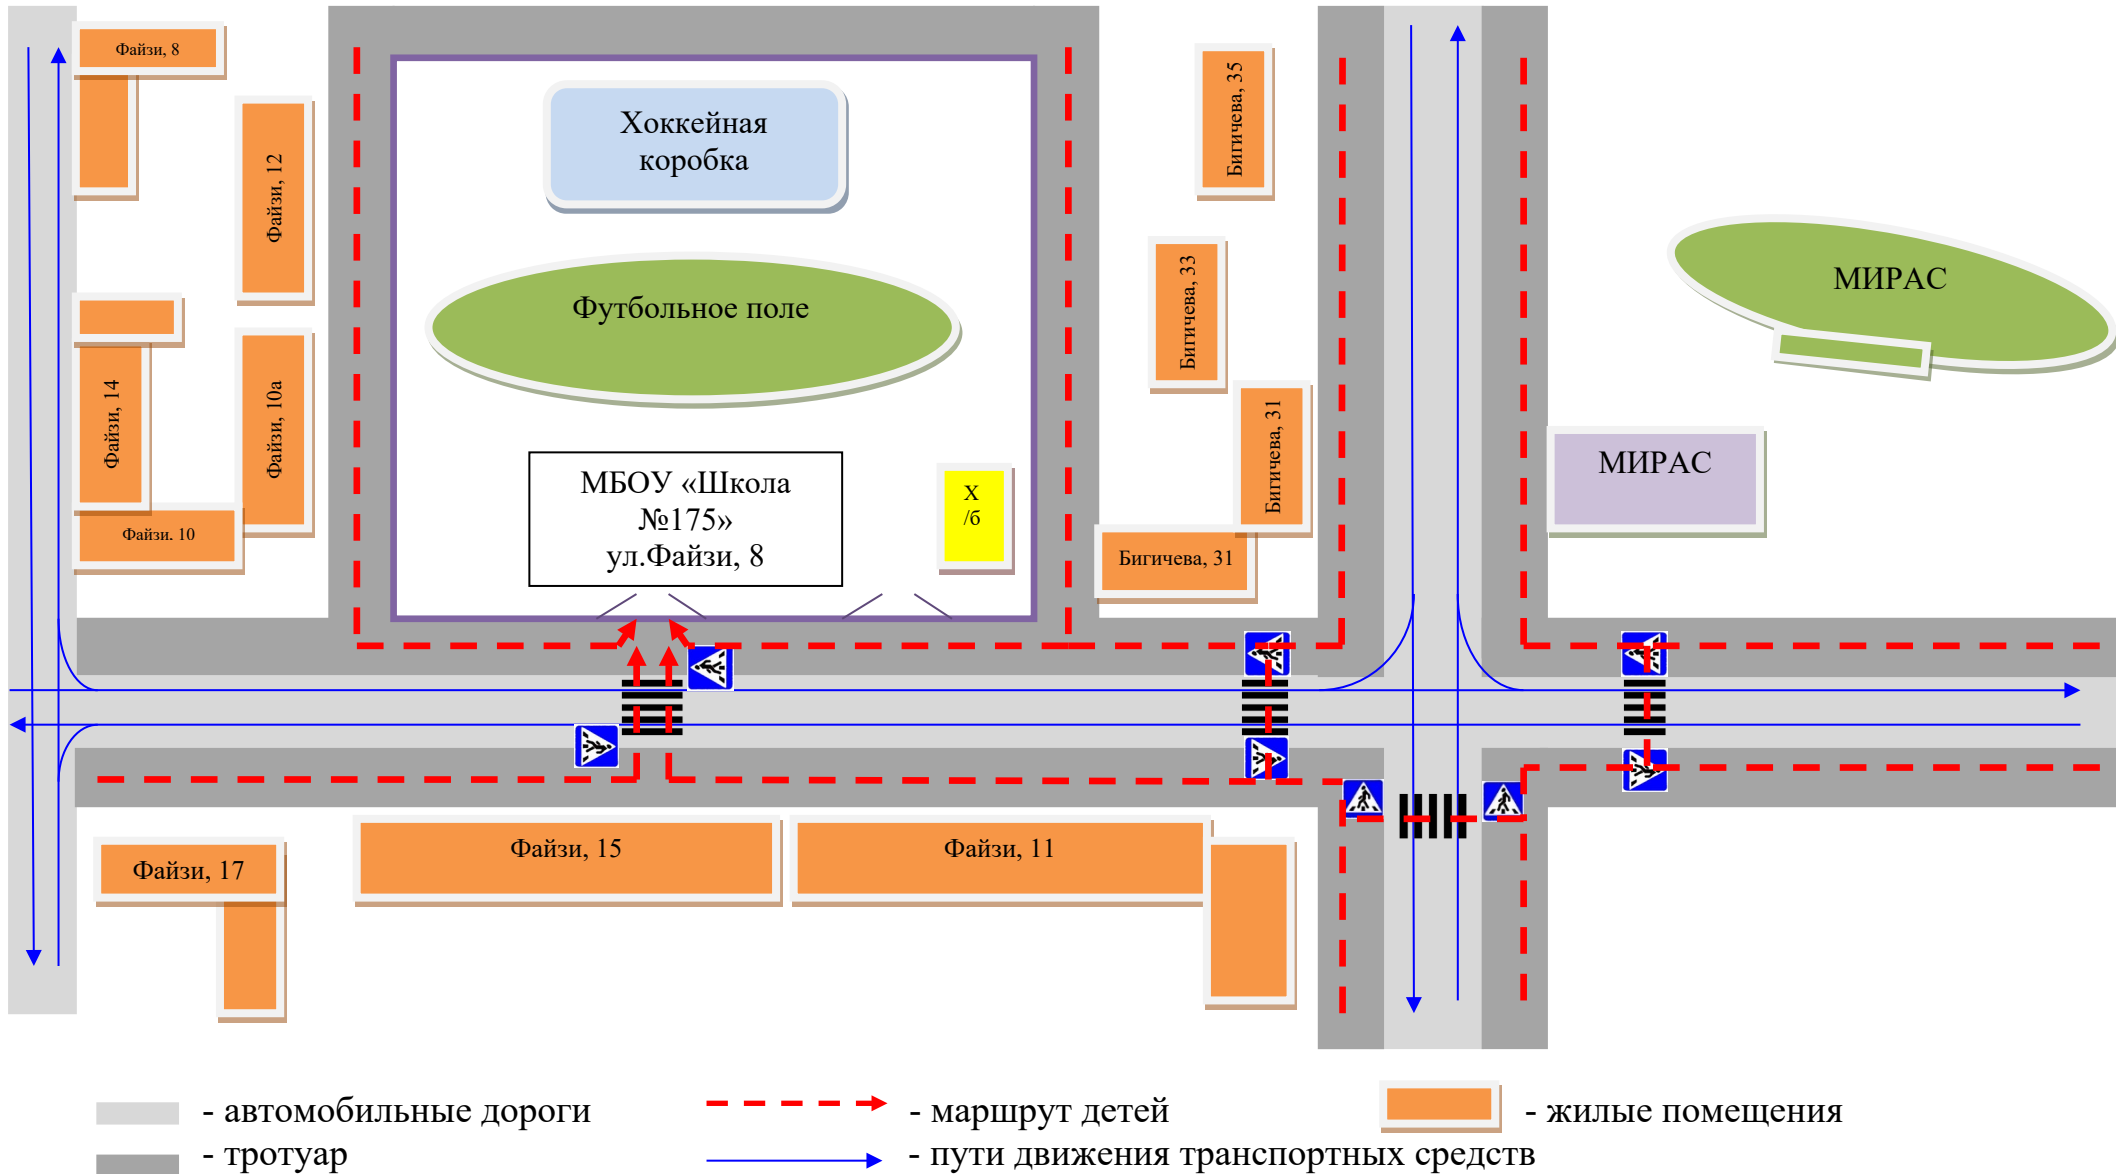 Файзи, 8
Файзи, 12
Файзи, 14
Файзи, 10а
Файзи. 10
Хоккейная
коробка
Футбольное поле
МБОУ «Школа
№175»
ул.Файзи, 8
Х
/б
Бигичева, 35
Бигичева, 33
Бигичева, 31
Бигичева, 31
МИРАС
МИРАС
Файзи, 17
Файзи, 15
Файзи, 11
- автомобильные дороги
- маршрут детей
- жилые помещения
- тротуар
- пути движения транспортных средств